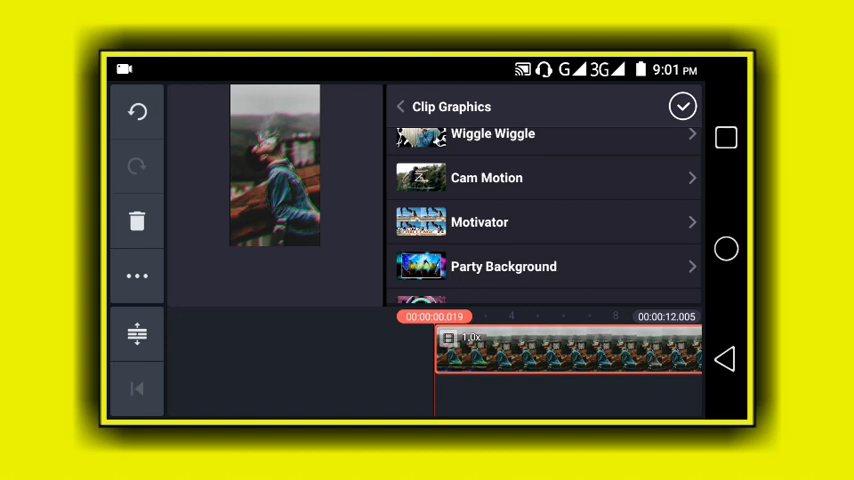 G 3G 9:01 PM
Clip Graphics
Wiggle Wiggle
Cam Motion
Motivator
Party Background
00:00:00.019 4 8 00:00:12.005
1.0x